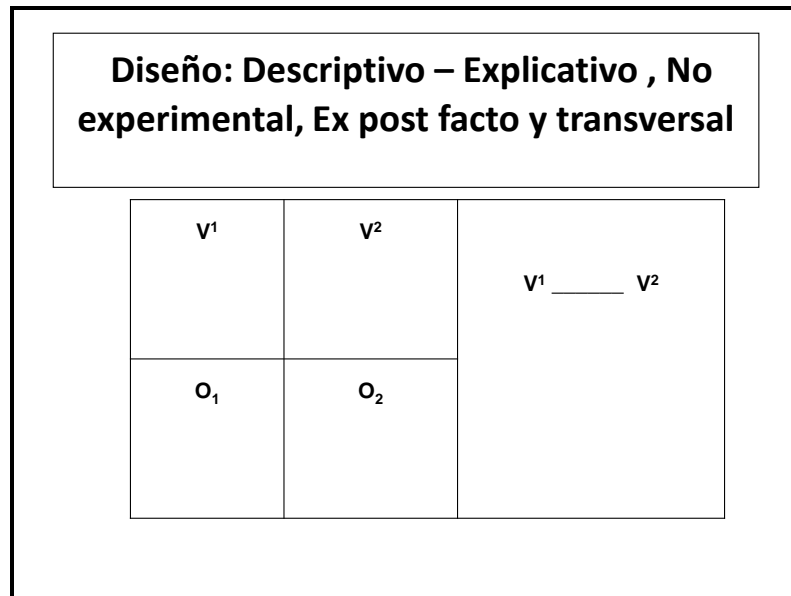 Diseño: Descriptivo – Explicativo , No
experimental, Ex post facto y transversal
V¹ V²
V¹ ______ V²
O₁ O₂